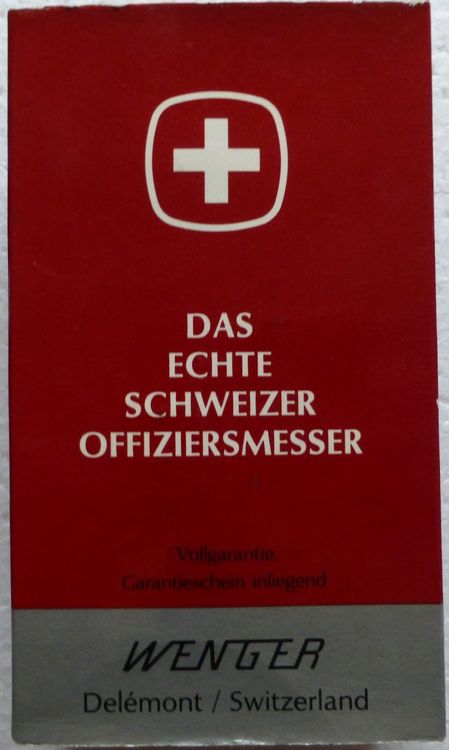 DAS
ECHTE
SCHWEIZER
OFFIZIERSMESSER
Vollgarantie.
Garantieschein inliegend
WENGER
Delémont / Switzerland